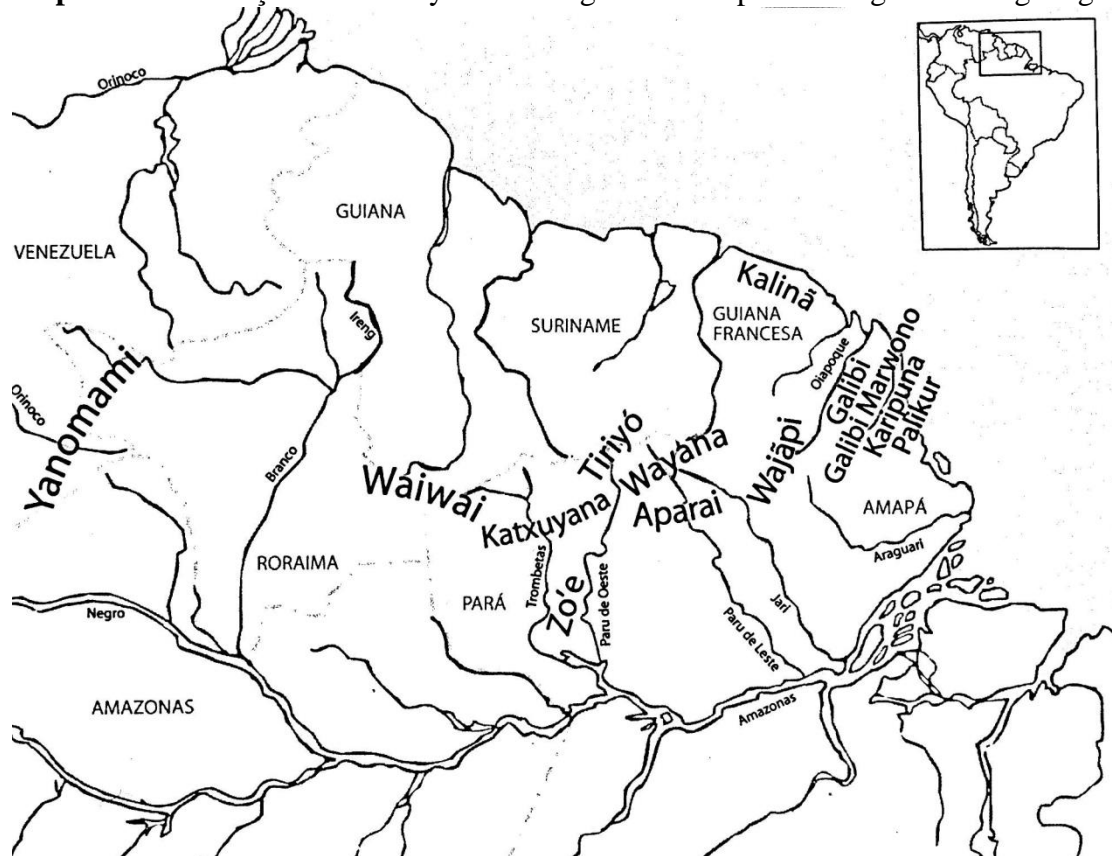 Orinoco
GUIANA
VENEZUELA
Kalinã
Ireng
SURINAME
GUIANA
FRANCESA
Oiapoque
Galibi
Galibi Marwono
Karipuna
Palikur
Yanomami
Orinoco
Branco
Tiriyó
Wayana
Wajãpi
Waiwai
Katxuyana
Aparai
AMAPÁ
Araguari
RORAIMA
PARÁ
Trombetas
Zo'e
Paru de Oeste
Jari
Paru de Leste
Negro
AMAZONAS
Amazonas